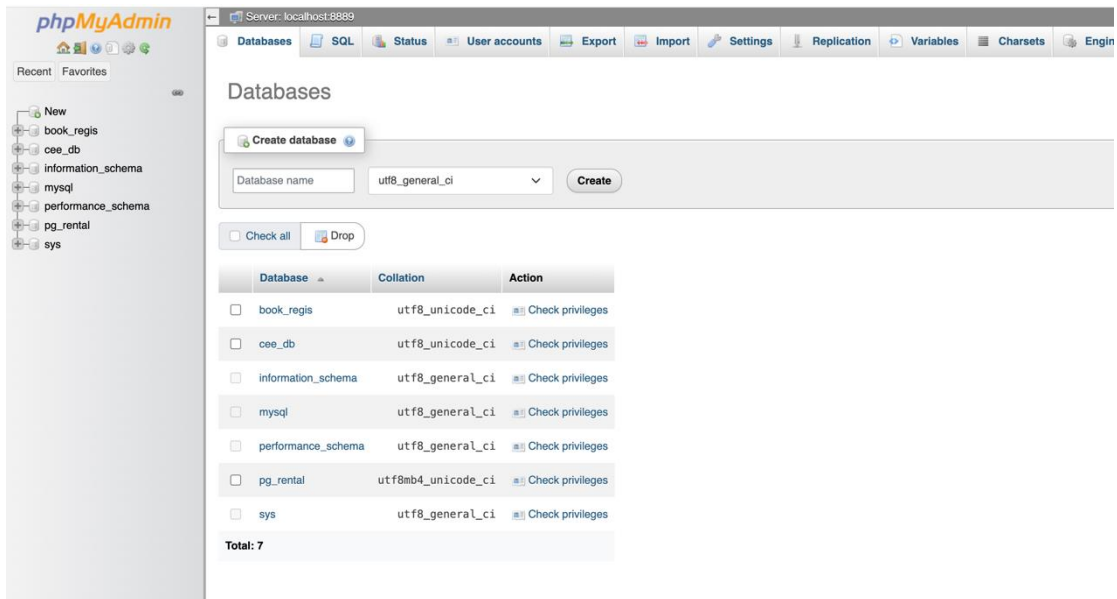 phpMyAdmin
Recent Favorites
New
book_regis
cee_db
information_schema
mysql
performance_schema
pg_rental
sys
Server: localhost:8889
Databases SQL Status User accounts Export Import Settings Replication Variables Charsets Engin
Databases
Create database
Database name utf8_general_ci Create
Check all Drop
Database Collation Action
book_regis utf8_unicode_ci Check privileges
cee_db utf8_unicode_ci Check privileges
information_schema utf8_general_ci Check privileges
mysql utf8_general_ci Check privileges
performance_schema utf8_general_ci Check privileges
pg_rental utf8mb4_unicode_ci Check privileges
sys utf8_general_ci Check privileges
Total: 7